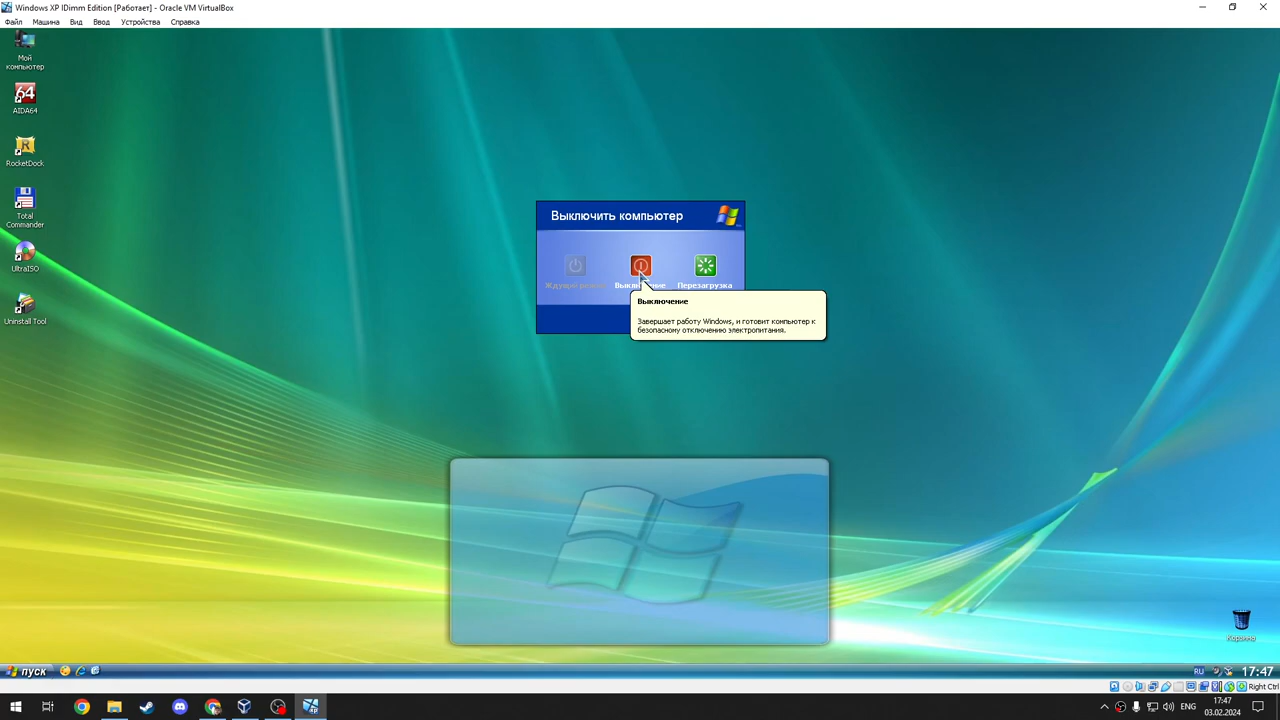 Windows XP IDimm Edition [Работает] - Oracle VM VirtualBox
Файл Машина Вид Ввод Устройства Справка
Мой
компьютер
64
AIDA64
R
RocketDock
Total
Commander
UltraISO
Uninstall Tool
Выключить компьютер
Перезагрузка
Выключение
Завершает работу Windows, и готовит компьютер к
безопасному отключению электропитания.
Корзина
пуск
RU
17:47
Right Ctrl
XP
ENG
17:47
03.02.2024